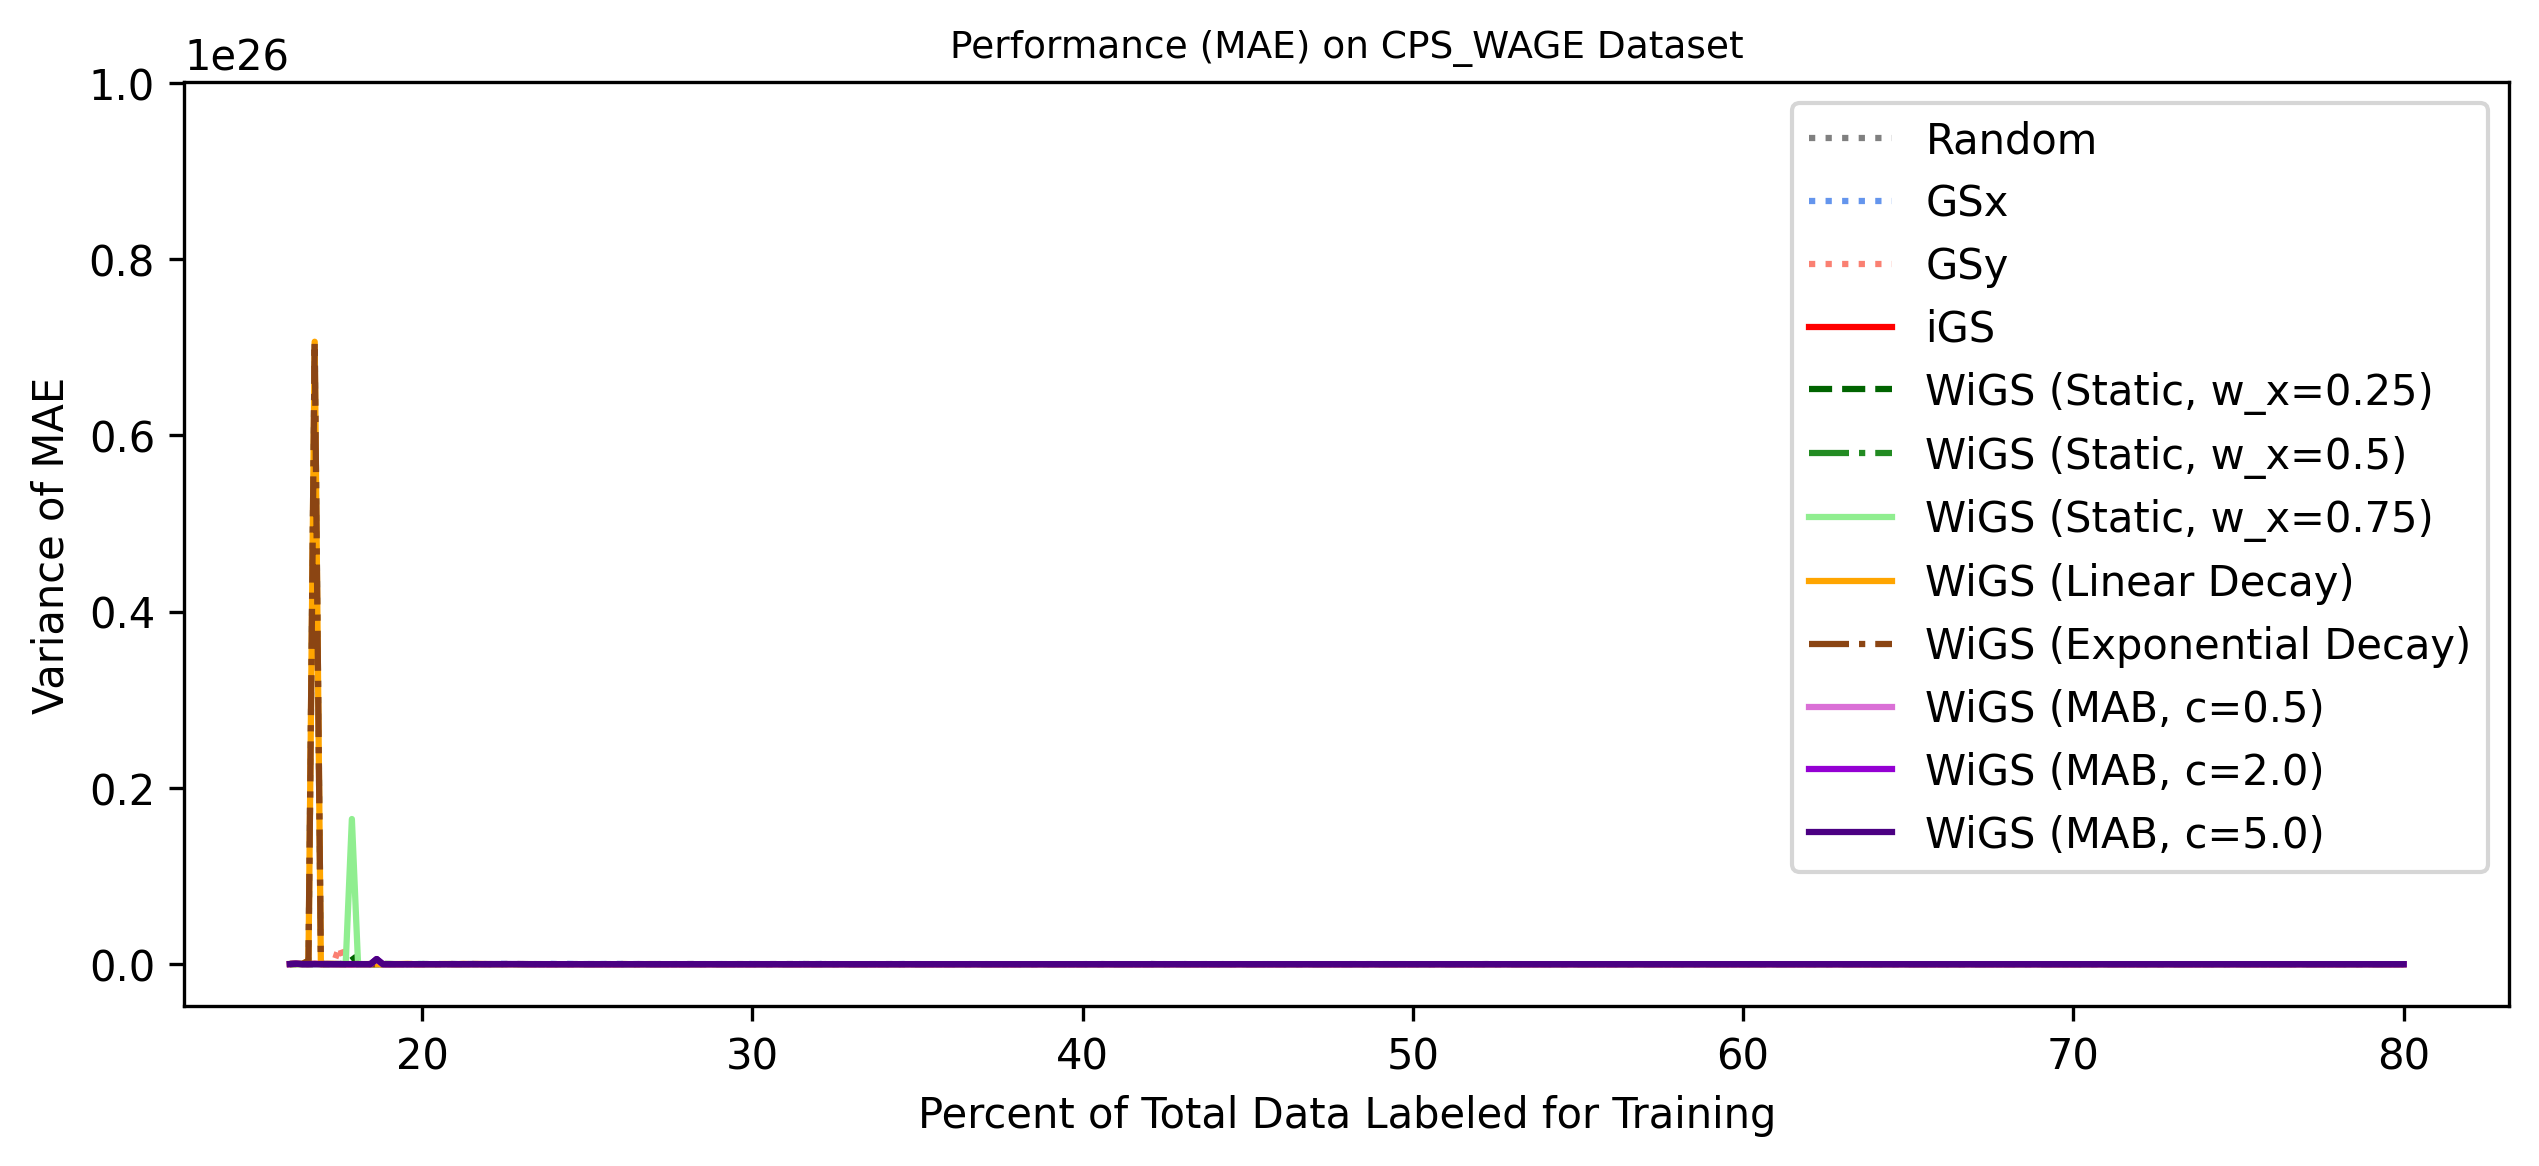 Performance (MAE) on CPS_WAGE Dataset
1e26
1.0
0.8
0.6
0.4
0.2
0.0
Variance of MAE
20 30 40 50 60 70 80
Percent of Total Data Labeled for Training
Random
GSx
GSy
iGS
WiGS (Static, w_x=0.25)
WiGS (Static, w_x=0.5)
WiGS (Static, w_x=0.75)
WiGS (Linear Decay)
WiGS (Exponential Decay)
WiGS (MAB, c=0.5)
WiGS (MAB, c=2.0)
WiGS (MAB, c=5.0)